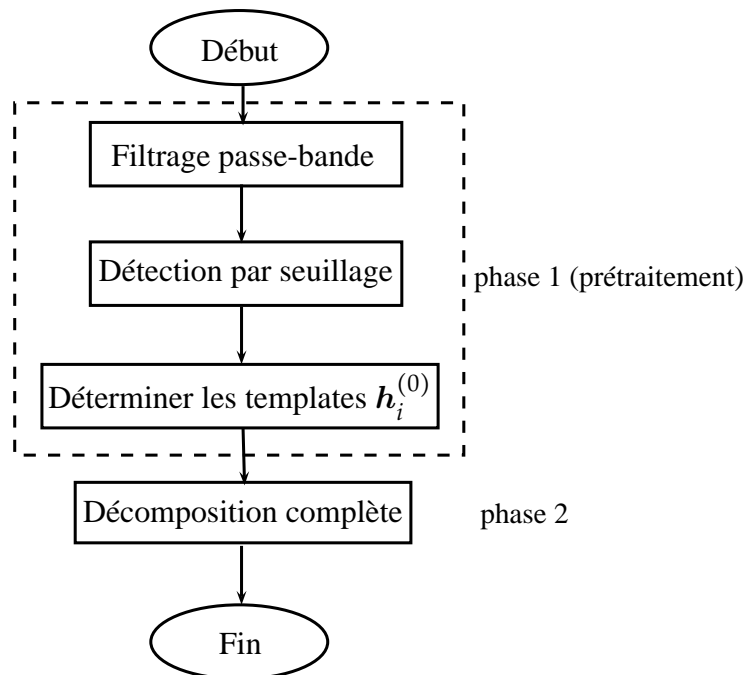 Début
Filtrage passe-bande
Détection par seuillage
phase 1 (prétraitement)
Déterminer les templates h_i^{(0)}
Décomposition complète
phase 2
Fin